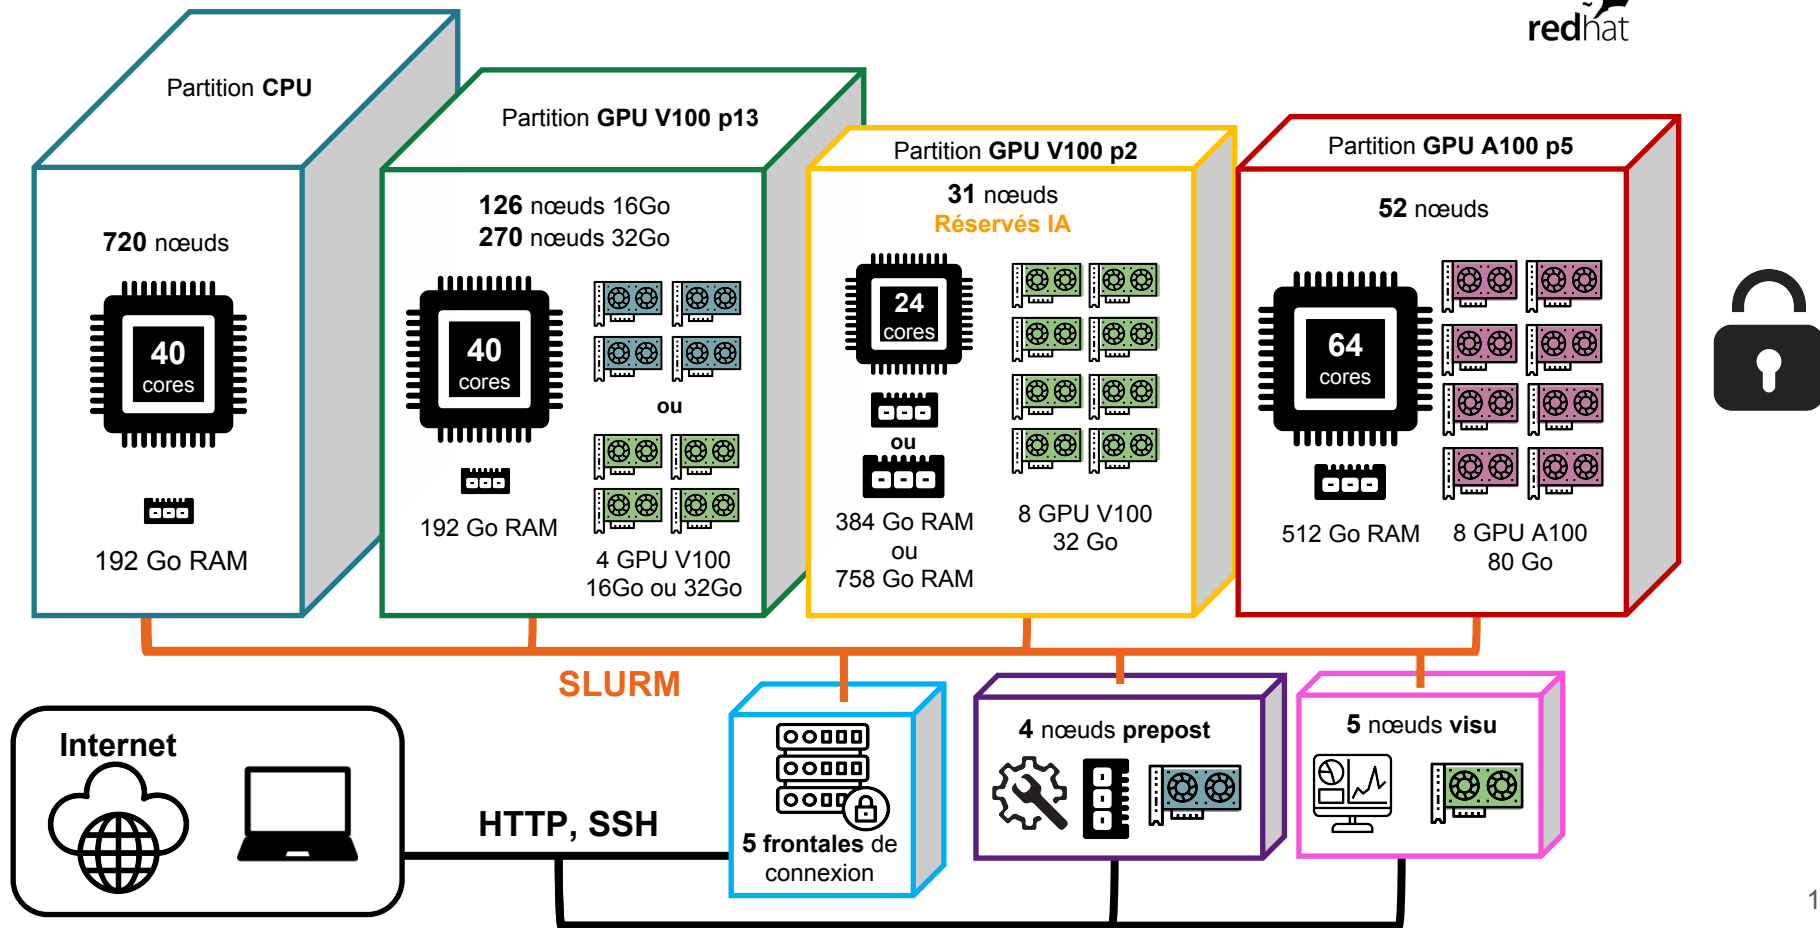 redhat
Partition CPU
720 nœuds
40
cores
192 Go RAM
Partition GPU V100 p13
126 nœuds 16Go
270 nœuds 32Go
40
cores
192 Go RAM
ou
4 GPU V100
16Go ou 32Go
Partition GPU V100 p2
31 nœuds
Réservés IA
24
cores
ou
384 Go RAM
ou
758 Go RAM
8 GPU V100
32 Go
Partition GPU A100 p5
52 nœuds
64
cores
512 Go RAM
8 GPU A100
80 Go
SLURM
Internet
HTTP, SSH
5 frontales de
connexion
4 nœuds prepost
5 nœuds visu
1